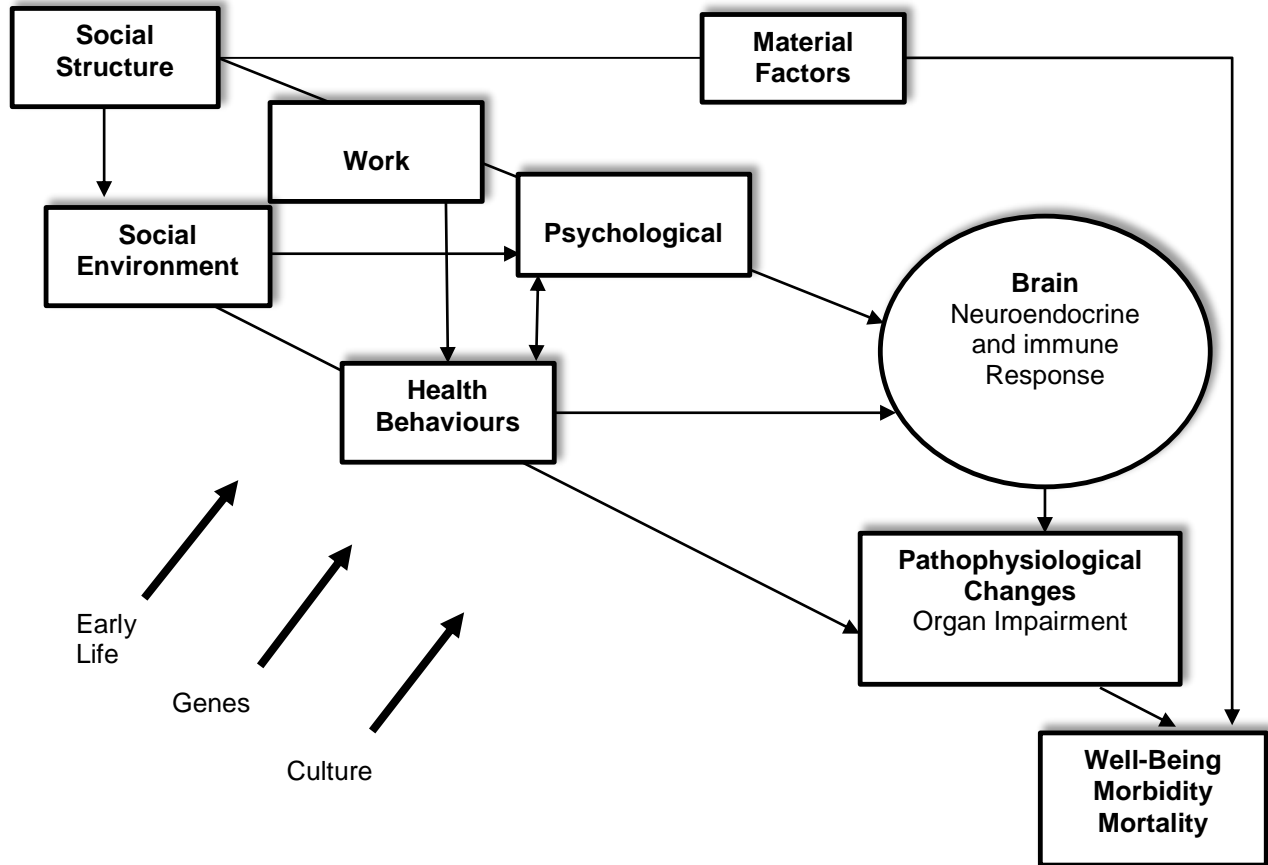 Social
Structure
Material
Factors
Work
Social
Environment
Psychological
Brain
Neuroendocrine
and immune
Response
Health
Behaviours
Pathophysiological
Changes
Organ Impairment
Early
Life
Genes
Culture
Well-Being
Morbidity
Mortality